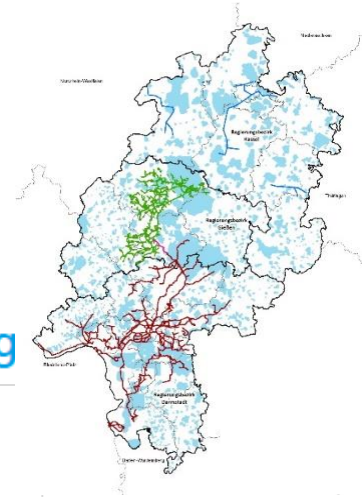 Niedersachsen
Nordrhein-Westfalen
Regierungsbezirk
Kassel
Thüringen
Regierungsbezirk
Gießen
g
Rheinland-Pfalz
Regierungsbezirk
Darmstadt
Baden-Württemberg